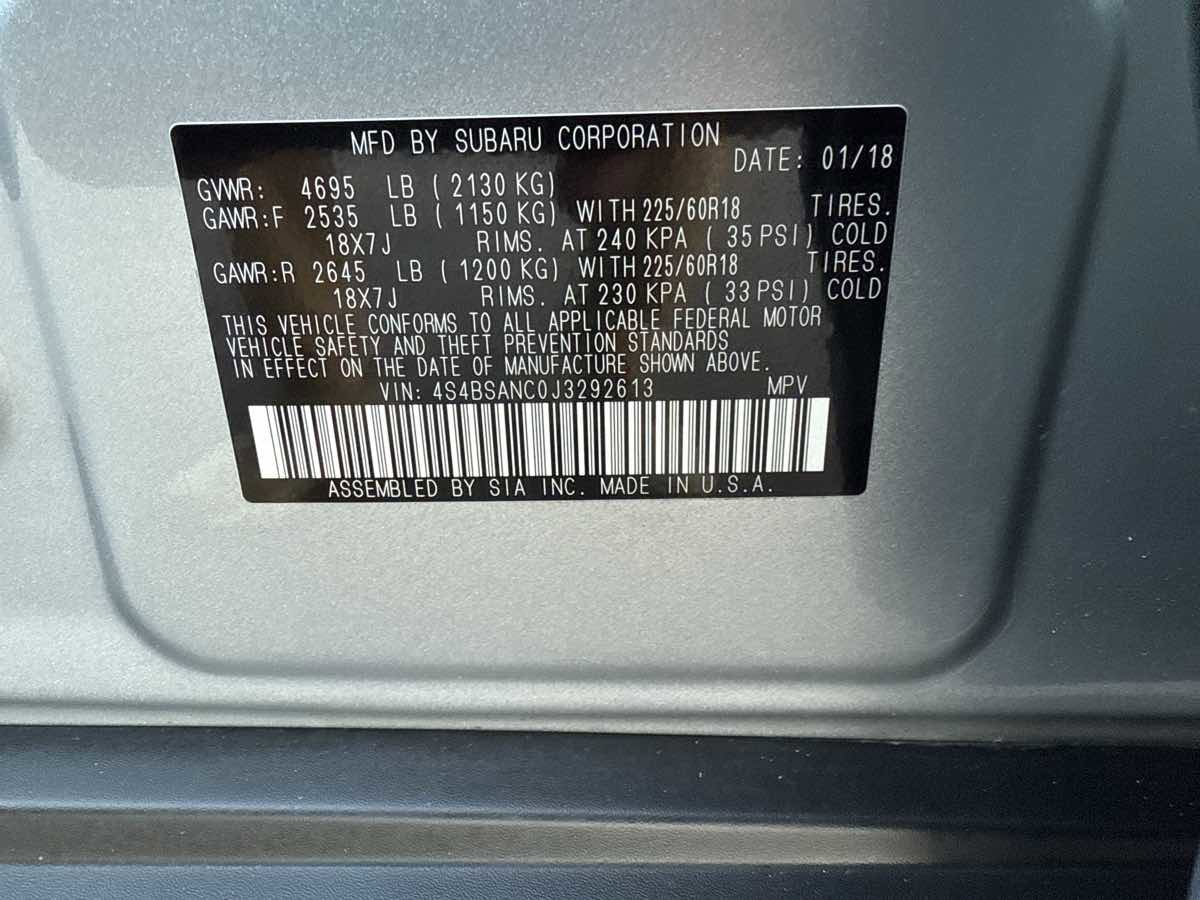 MFD BY SUBARU CORPORATION
DATE: 01/18
GVWR: 4695 LB (2130 KG)
GAWR:F 2535 LB (1150 KG) WITH 225/60R18 TIRES.
18X7J RIMS. AT 240 KPA (35 PSI) COLD
GAWR:R 2645 LB (1200 KG) WITH 225/60R18 TIRES.
18X7J RIMS. AT 230 KPA (33 PSI) COLD
THIS VEHICLE CONFORMS TO ALL APPLICABLE FEDERAL MOTOR
VEHICLE SAFETY AND THEFT PREVENTION STANDARDS
IN EFFECT ON THE DATE OF MANUFACTURE SHOWN ABOVE.
VIN: 4S4BSANC0J3292613 MPV
ASSEMBLED BY SIA INC. MADE IN U.S.A.